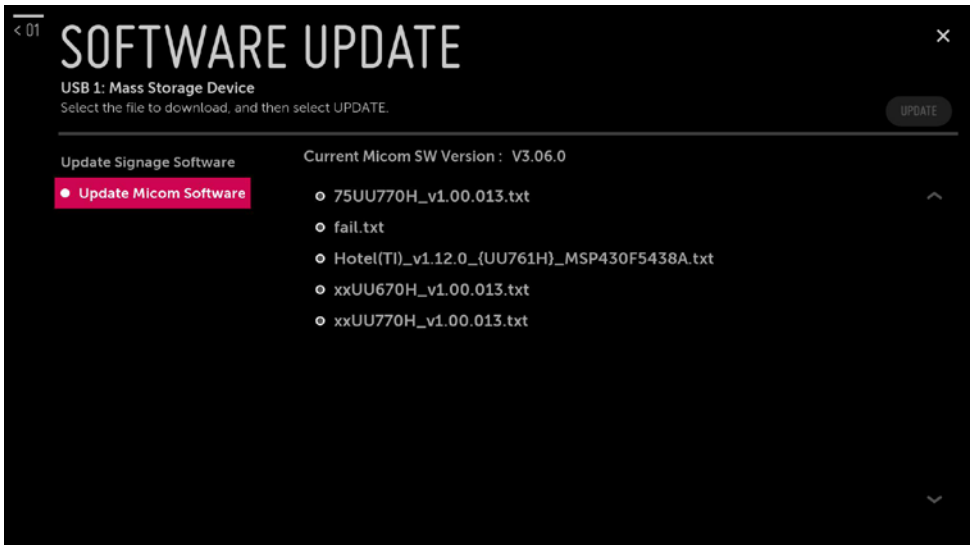 < 01
SOFTWARE UPDATE
USB 1: Mass Storage Device
Select the file to download, and then select UPDATE.
UPDATE
Update Signage Software
Update Micom Software
Current Micom SW Version : V3.06.0
75UU770H_v1.00.013.txt
fail.txt
Hotel(TI)_v1.12.0_{UU761H}_MSP430F5438A.txt
xxUU670H_v1.00.013.txt
xxUU770H_v1.00.013.txt